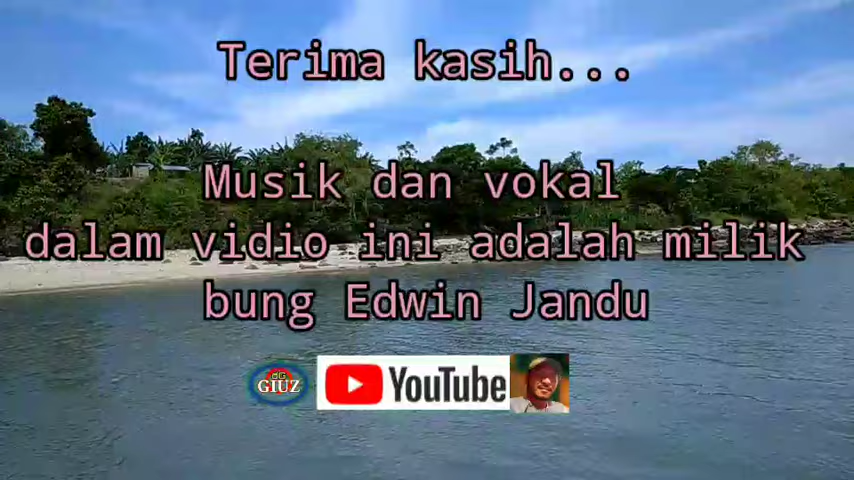 Terima kasih...
Musik dan vokal
dalam vidio ini adalah milik
bung Edwin Jandu
GIUZ
YouTube